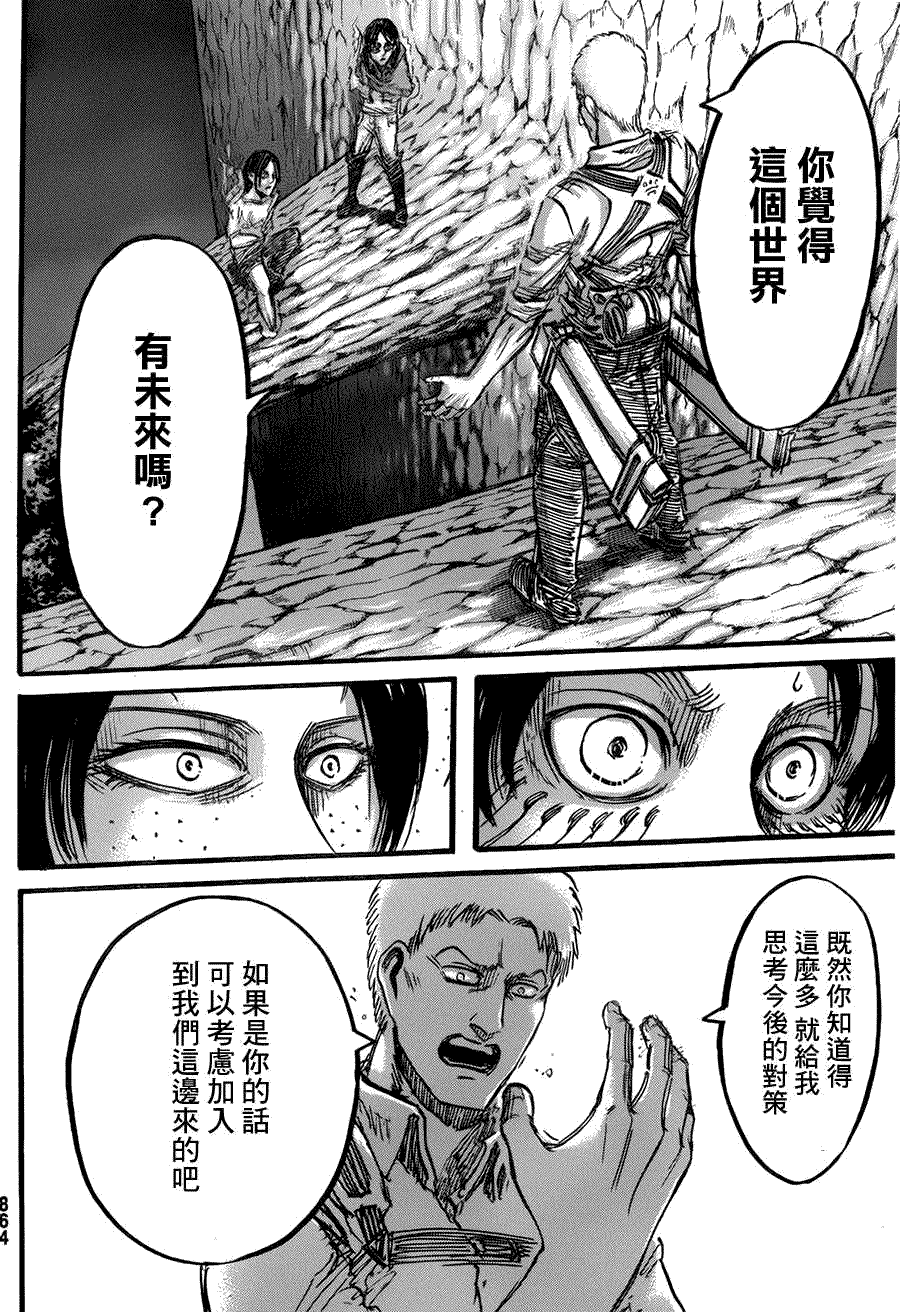 你覺得
這個世界
有未來嗎？
既然你知道得
這麼多 就給我
思考今後的對策
如果是你的話
可以考慮加入
到我們這邊來的吧
864